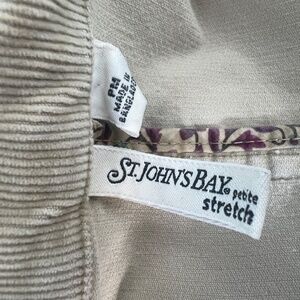 PM
MADE IN
BANGLADESH
ST. JOHN'S BAY® petite
stretch